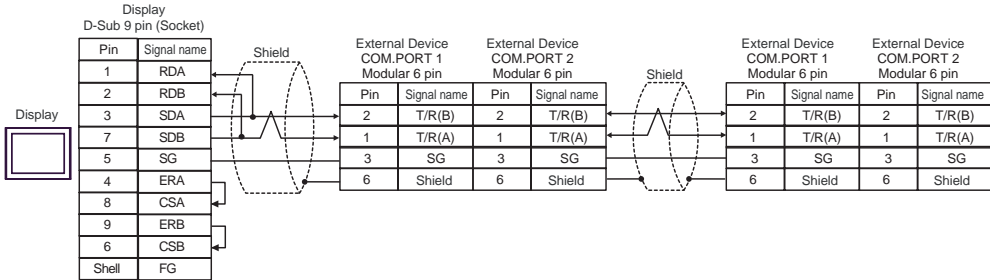 Display
D-Sub 9 pin (Socket)
Pin Signal name
1 RDA
2 RDB
3 SDA
7 SDB
5 SG
4 ERA
8 CSA
9 ERB
6 CSB
Shell FG
Display
Shield
External Device
COM.PORT 1
Modular 6 pin
External Device
COM.PORT 2
Modular 6 pin
Pin Signal name Pin Signal name
2 T/R(B) 2 T/R(B)
1 T/R(A) 1 T/R(A)
3 SG 3 SG
6 Shield 6 Shield
Shield
External Device
COM.PORT 1
Modular 6 pin
External Device
COM.PORT 2
Modular 6 pin
Pin Signal name Pin Signal name
2 T/R(B) 2 T/R(B)
1 T/R(A) 1 T/R(A)
3 SG 3 SG
6 Shield 6 Shield